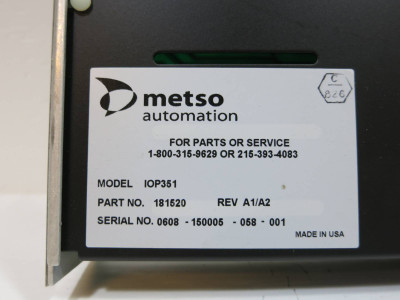 metso
automation
FOR PARTS OR SERVICE
1-800-315-9629 OR 215-393-4083
MODEL IOP351
PART NO. 181520 REV A1/A2
SERIAL NO. 0608 -150005 -058 -001
MADE IN USA